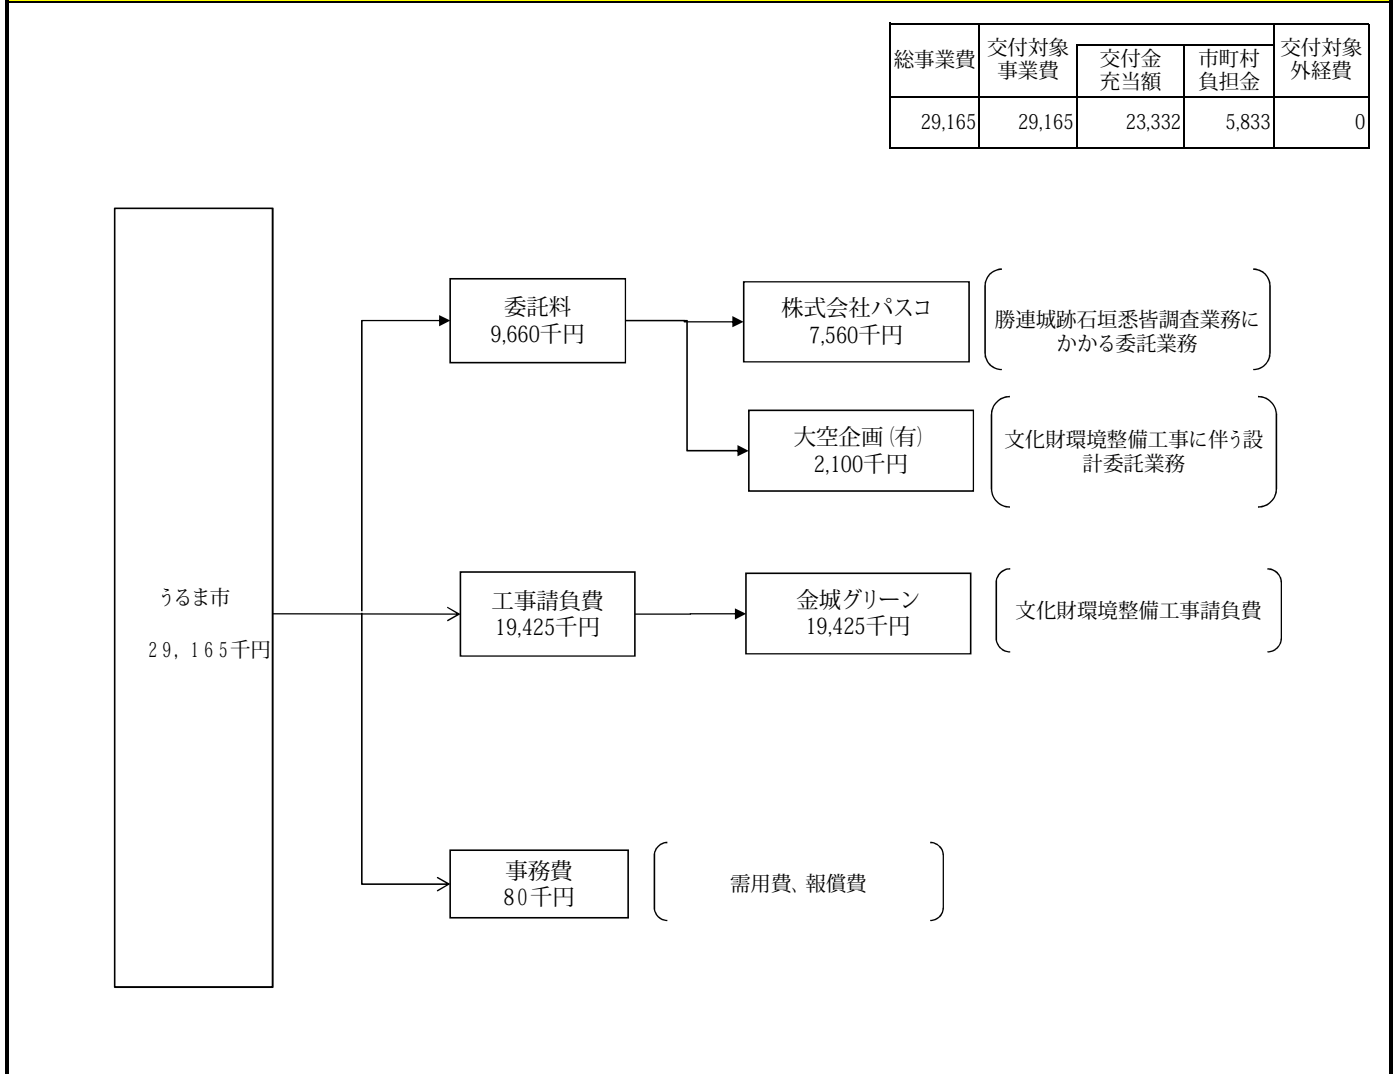 総事業費
交付対象
事業費
交付金
充当額
市町村
負担金
交付対象
外経費
29,165
29,165
23,332
5,833
0
委託料
9,660千円
株式会社パスコ
7,560千円
勝連城跡石垣悉皆調査業務に
かかる委託業務
大空企画(有)
2,100千円
文化財環境整備工事に伴う設
計委託業務
うるま市
29,165千円
工事請負費
19,425千円
金城グリーン
19,425千円
文化財環境整備工事請負費
事務費
80千円
需用費、報償費